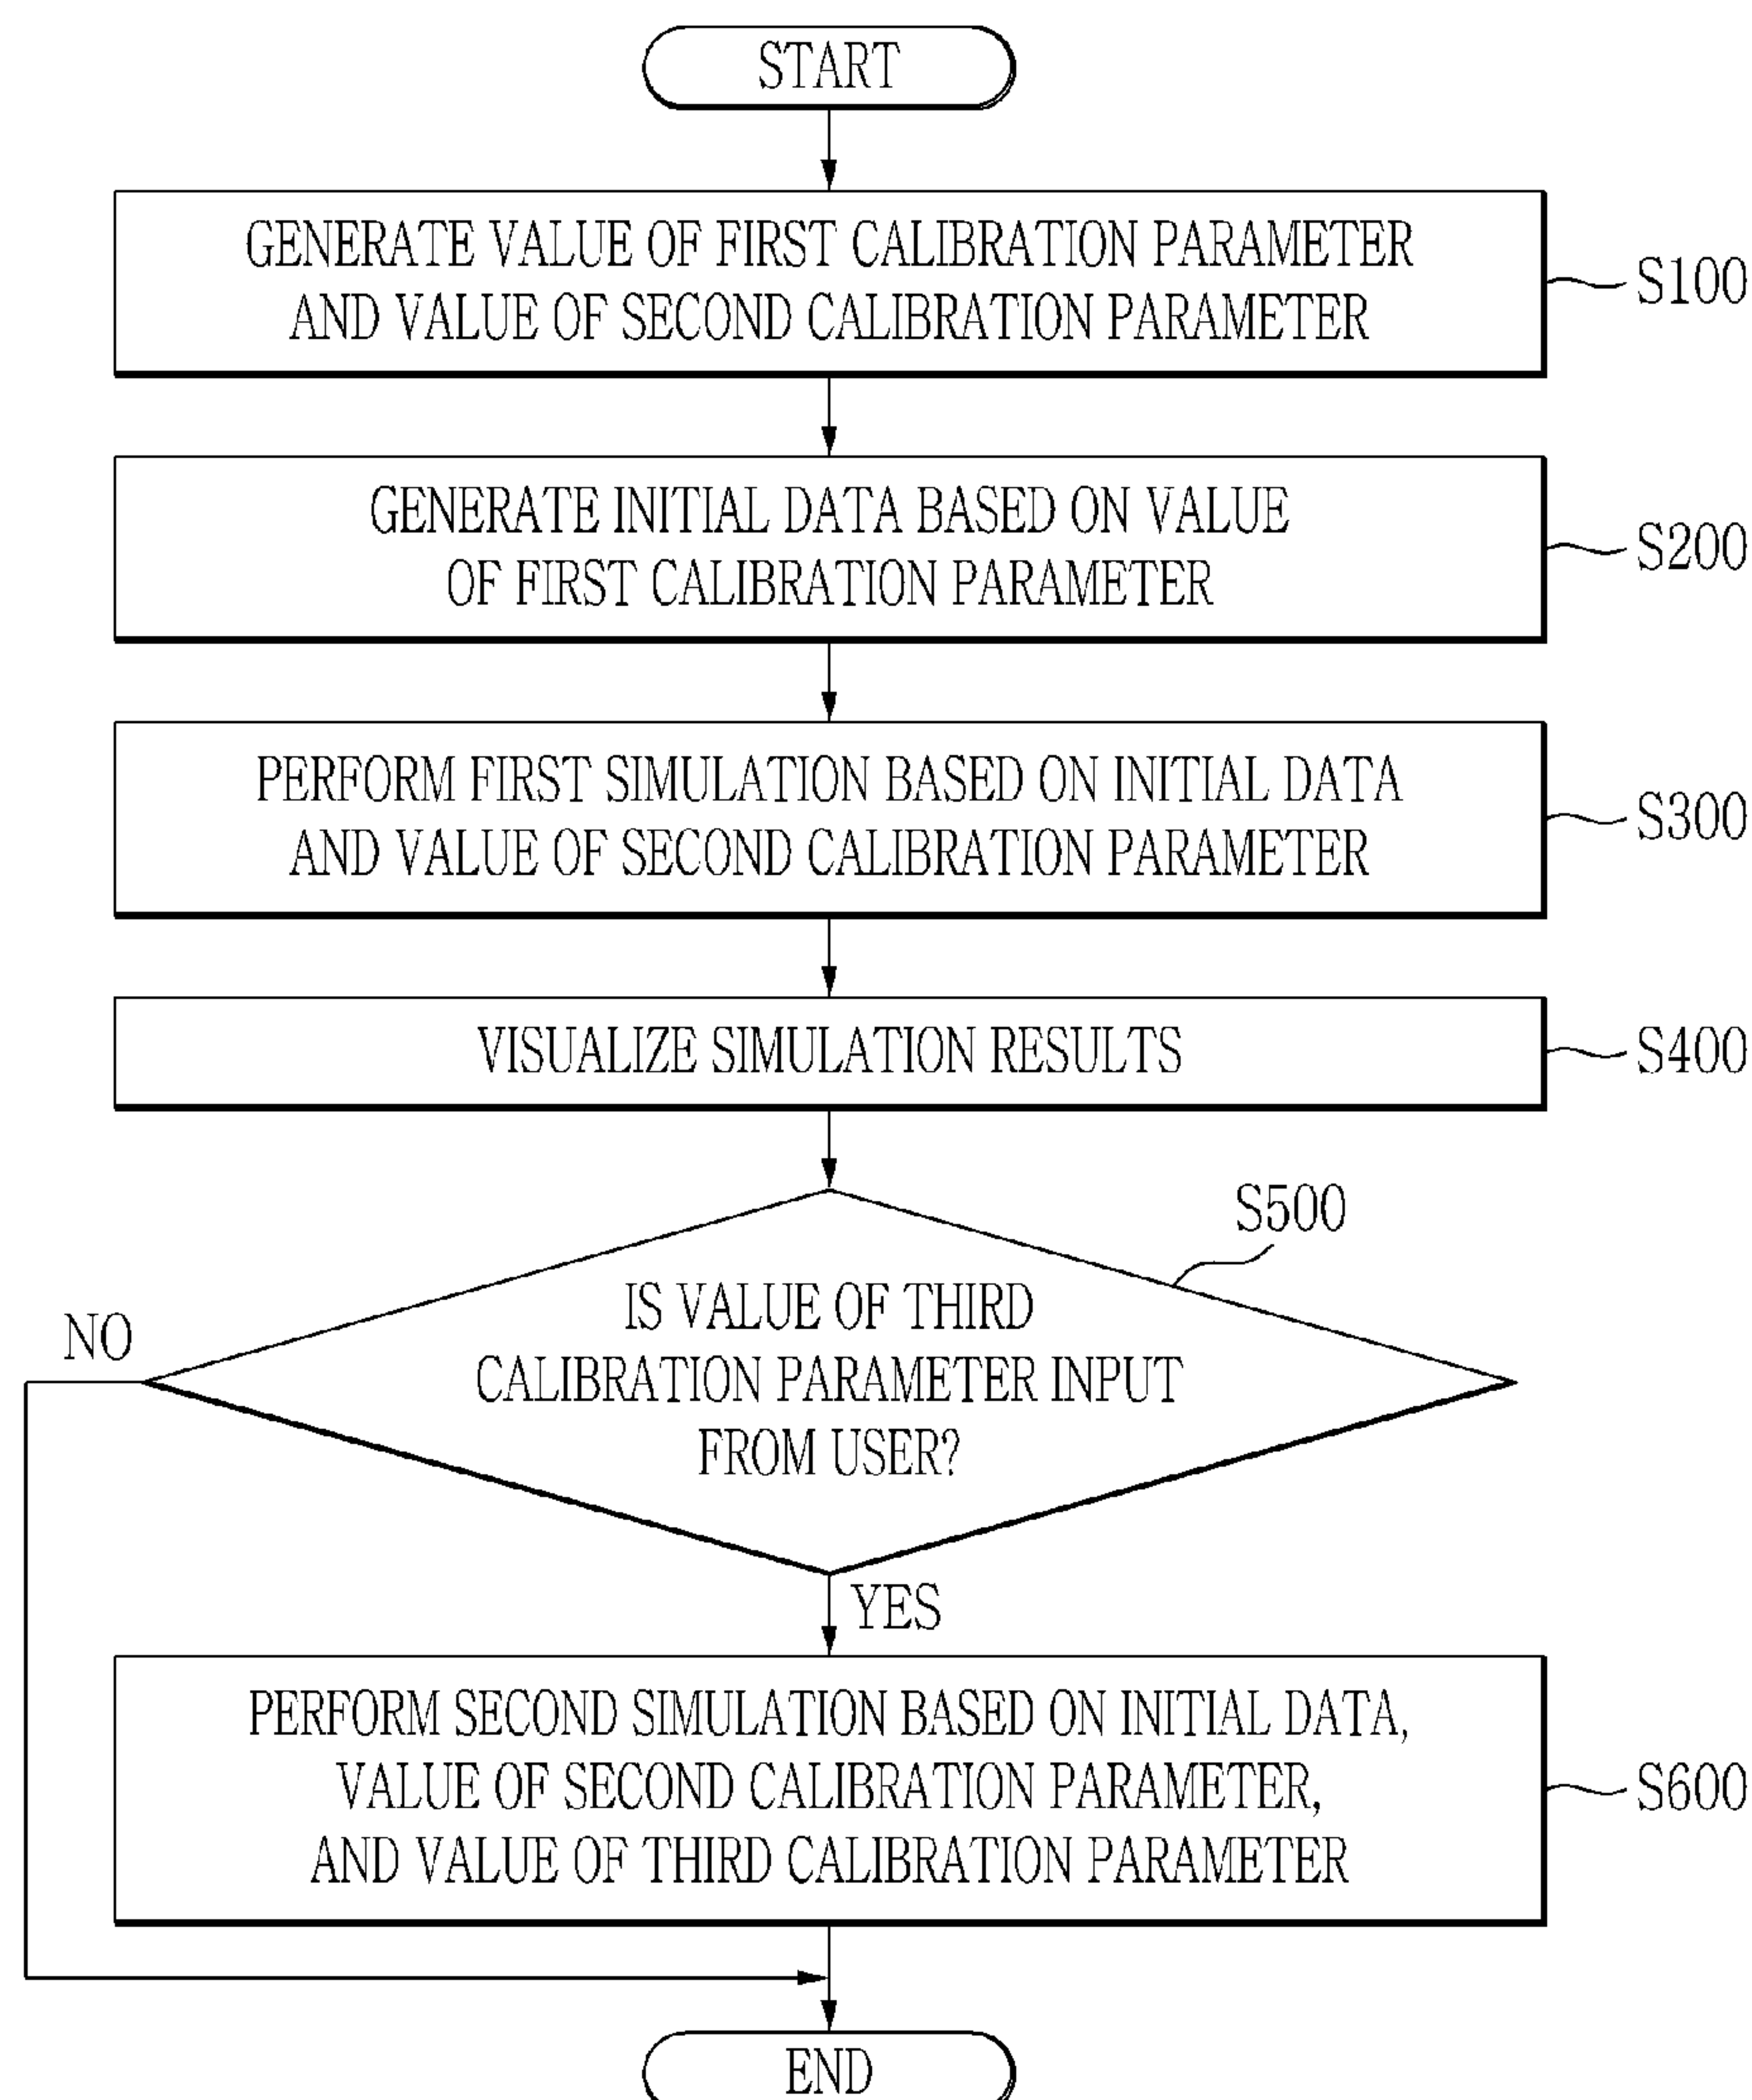 START
GENERATE VALUE OF FIRST CALIBRATION PARAMETER
AND VALUE OF SECOND CALIBRATION PARAMETER
S100
GENERATE INITIAL DATA BASED ON VALUE
OF FIRST CALIBRATION PARAMETER
S200
PERFORM FIRST SIMULATION BASED ON INITIAL DATA
AND VALUE OF SECOND CALIBRATION PARAMETER
S300
VISUALIZE SIMULATION RESULTS
S400
S500
IS VALUE OF THIRD
CALIBRATION PARAMETER INPUT
FROM USER?
NO
YES
PERFORM SECOND SIMULATION BASED ON INITIAL DATA,
VALUE OF SECOND CALIBRATION PARAMETER,
AND VALUE OF THIRD CALIBRATION PARAMETER
S600
END